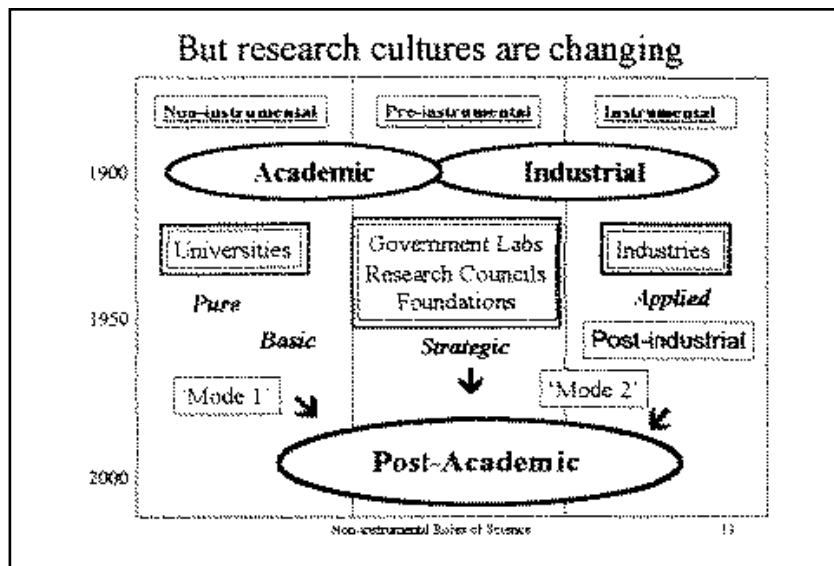 But research cultures are changing
Non-instrumental Pre-instrumental Instrumental
1900
Academic Industrial
Universities
Government Labs
Research Councils
Foundations
Industries
Pure
Applied
1950
Basic
Strategic
Post-industrial
'Mode 1'
'Mode 2'
Post-Academic
2000
Non-instrumental Roles of Science